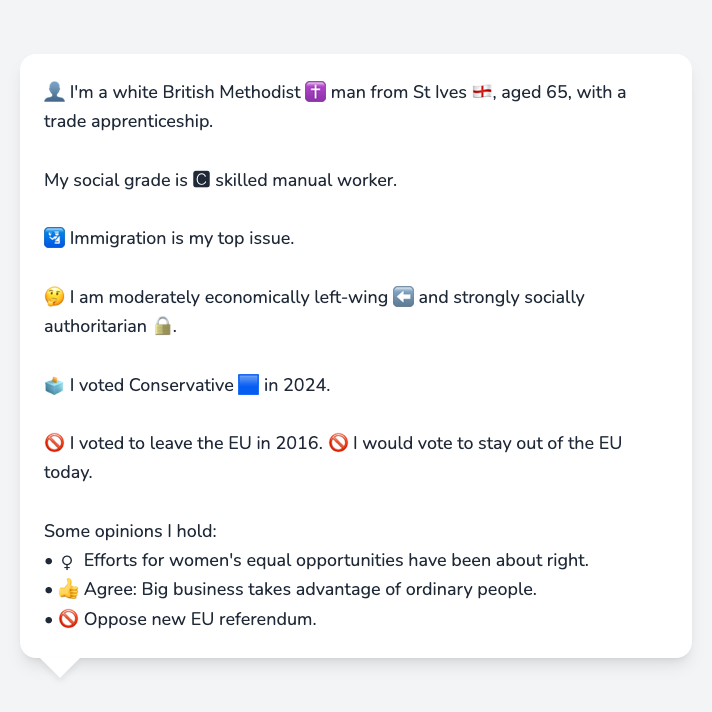 👤 I'm a white British Methodist ✝️ man from St Ives 🏴󠁧󠁢󠁥󠁮󠁧󠁿, aged 65, with a
trade apprenticeship.
My social grade is 🅲 skilled manual worker.
🛂 Immigration is my top issue.
🤔 I am moderately economically left-wing ⬅️ and strongly socially
authoritarian 🔒.
🗳️ I voted Conservative 🟦 in 2024.
🚫 I voted to leave the EU in 2016. 🚫 I would vote to stay out of the EU
today.
Some opinions I hold:
• ♀ Efforts for women's equal opportunities have been about right.
• 👍 Agree: Big business takes advantage of ordinary people.
• 🚫 Oppose new EU referendum.